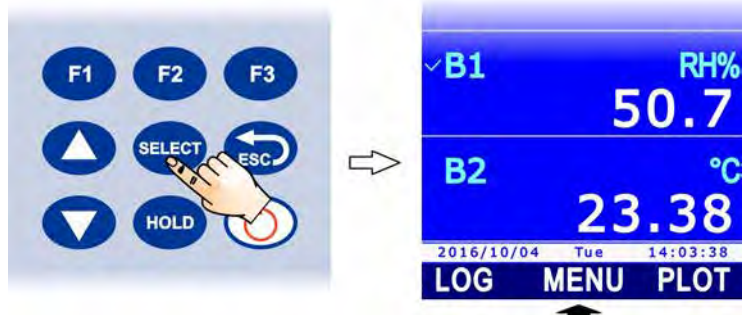 F1 F2 F3
SELECT ESC
HOLD
✓B1 RH%
50.7
B2 °C
23.38
2016/10/04 Tue 14:03:38
LOG MENU PLOT